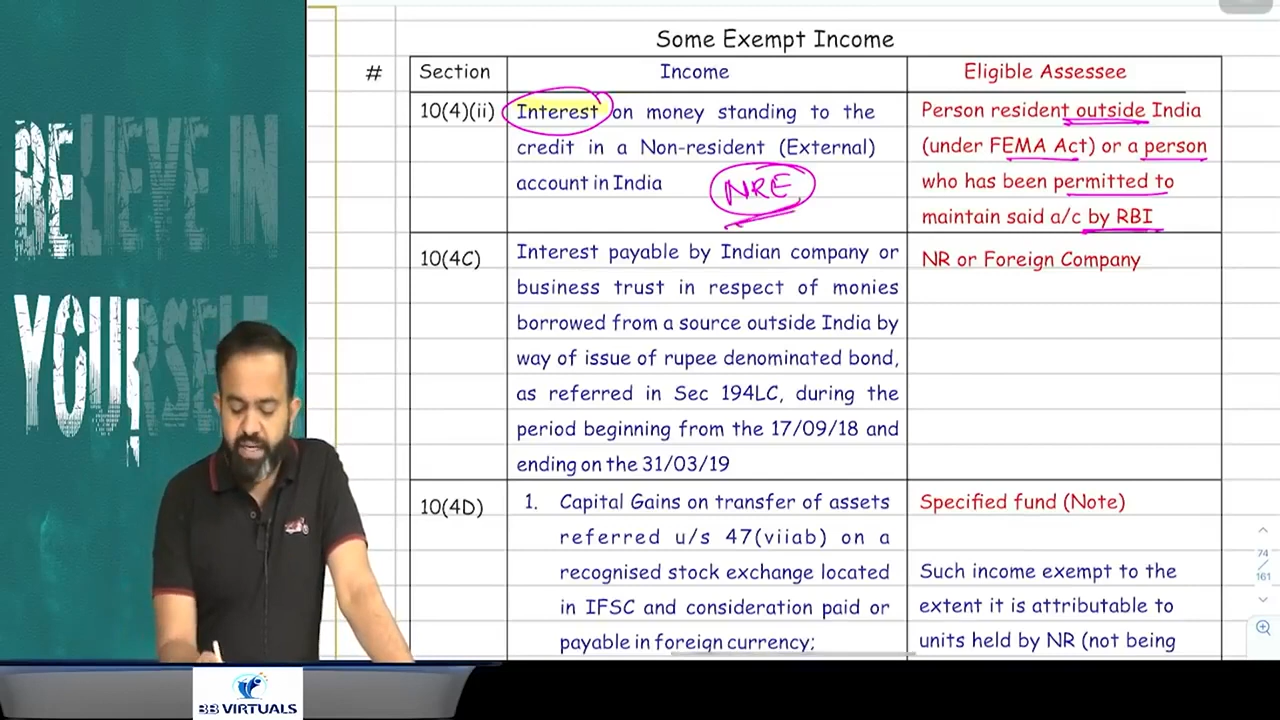 BELIEVE IN
YOURSELF
Some Exempt Income
#
Section
Income
Eligible Assessee
10(4)(ii)
Interest on money standing to the
credit in a Non-resident (External)
account in India
NRE
Person resident outside India
(under FEMA Act) or a person
who has been permitted to
maintain said a/c by RBI
10(4C)
Interest payable by Indian company or
business trust in respect of monies
borrowed from a source outside India by
way of issue of rupee denominated bond,
as referred in Sec 194LC, during the
period beginning from the 17/09/18 and
ending on the 31/03/19
NR or Foreign Company
10(4D)
1. Capital Gains on transfer of assets
referred u/s 47(viiab) on a
recognised stock exchange located
in IFSC and consideration paid or
payable in foreign currency;
Specified fund (Note)
Such income exempt to the
extent it is attributable to
units held by NR (not being
74
/
161
BB VIRTUALS